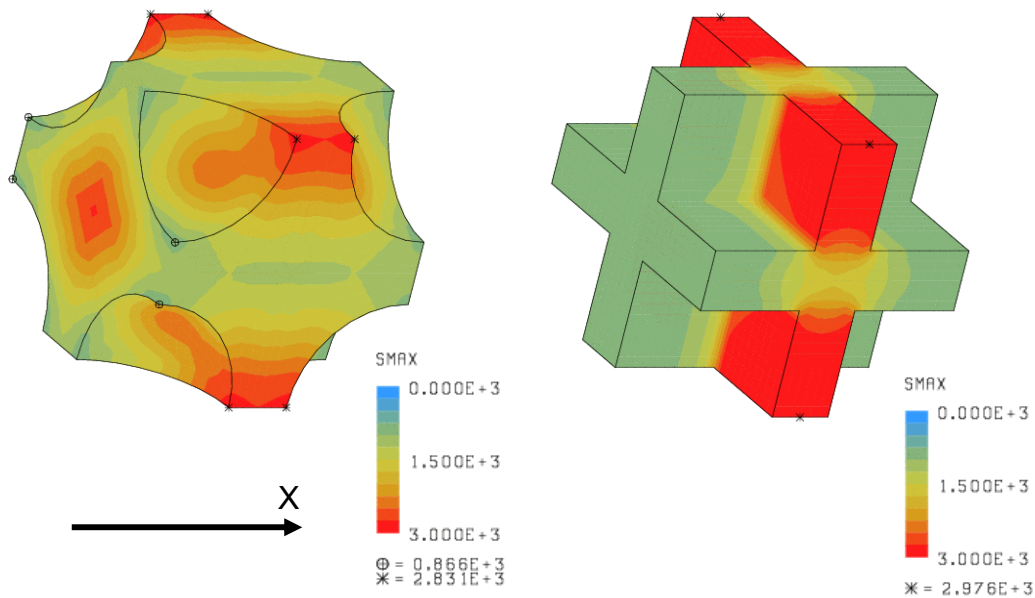 SMAX
0.000E+3
1.500E+3
3.000E+3
⊕ = 0.866E+3
✳ = 2.831E+3
X
SMAX
0.000E+3
1.500E+3
3.000E+3
✳ = 2.976E+3